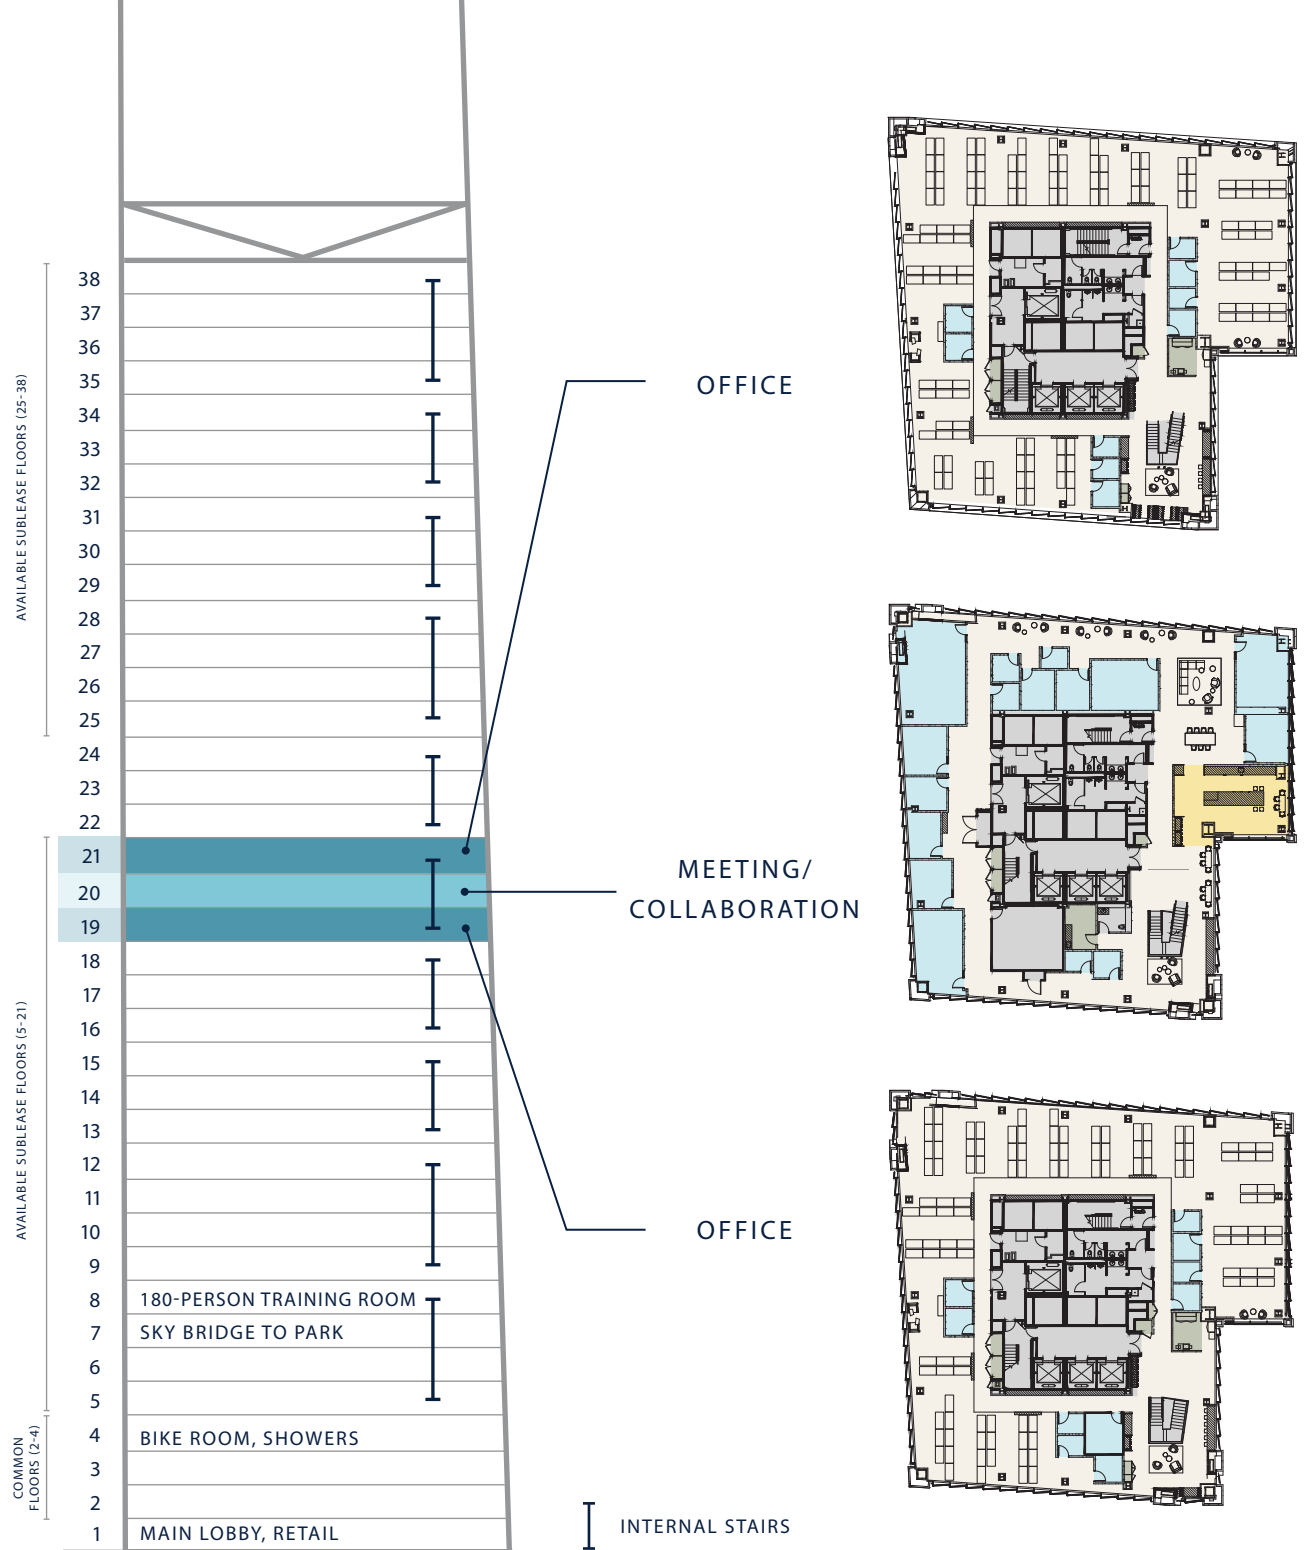 38
37
36
35
34
33
32
31
30
29
28
27
26
25
24
23
22
21
20
19
18
17
16
15
14
13
12
11
10
9
8 180-PERSON TRAINING ROOM
7 SKY BRIDGE TO PARK
6
5
4 BIKE ROOM, SHOWERS
3
2
1 MAIN LOBBY, RETAIL
AVAILABLE SUBLEASE FLOORS (25-38)
AVAILABLE SUBLEASE FLOORS (5-21)
COMMON
FLOORS (2-4)
OFFICE
MEETING/
COLLABORATION
OFFICE
INTERNAL STAIRS